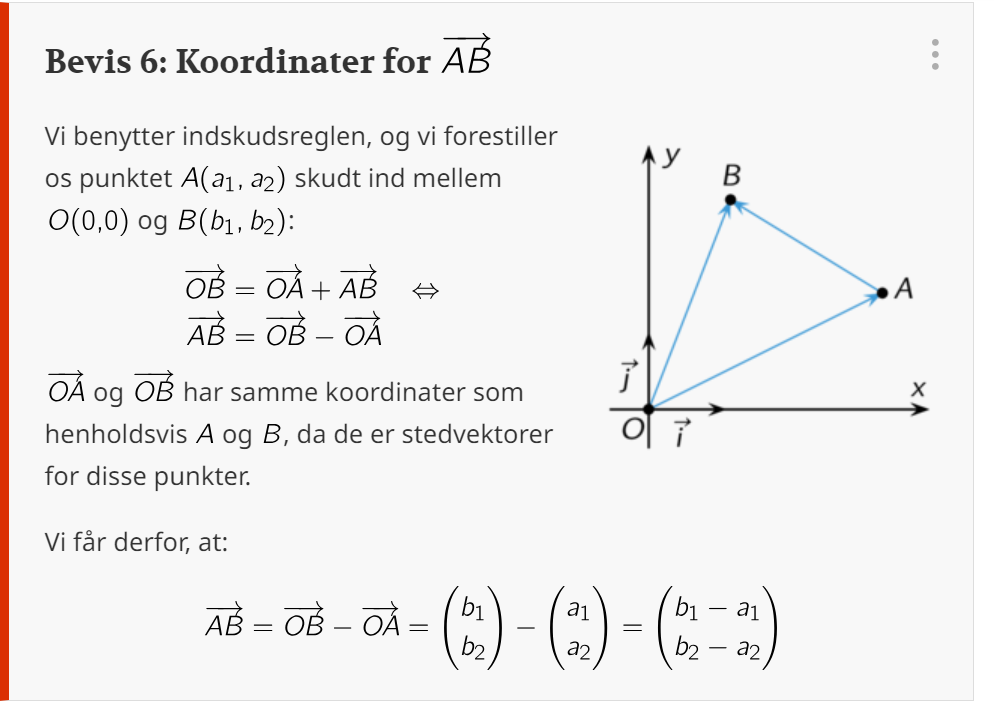 Bevis 6: Koordinater for $\overrightarrow{AB}$
Vi benytter indskudsreglen, og vi forestiller
os punktet $A(a_1, a_2)$ skudt ind mellem
$O(0,0)$ og $B(b_1, b_2)$:
$\overrightarrow{OB} = \overrightarrow{OA} + \overrightarrow{AB} \quad \Leftrightarrow$
$\overrightarrow{AB} = \overrightarrow{OB} - \overrightarrow{OA}$
$\overrightarrow{OA}$ og $\overrightarrow{OB}$ har samme koordinater som
henholdsvis $A$ og $B$, da de er stedvektorer
for disse punkter.
Vi får derfor, at:
$\overrightarrow{AB} = \overrightarrow{OB} - \overrightarrow{OA} = \begin{pmatrix} b_1 \\ b_2 \end{pmatrix} - \begin{pmatrix} a_1 \\ a_2 \end{pmatrix} = \begin{pmatrix} b_1 - a_1 \\ b_2 - a_2 \end{pmatrix}$
y
B
A
$\vec{j}$
x
O
$\vec{i}$